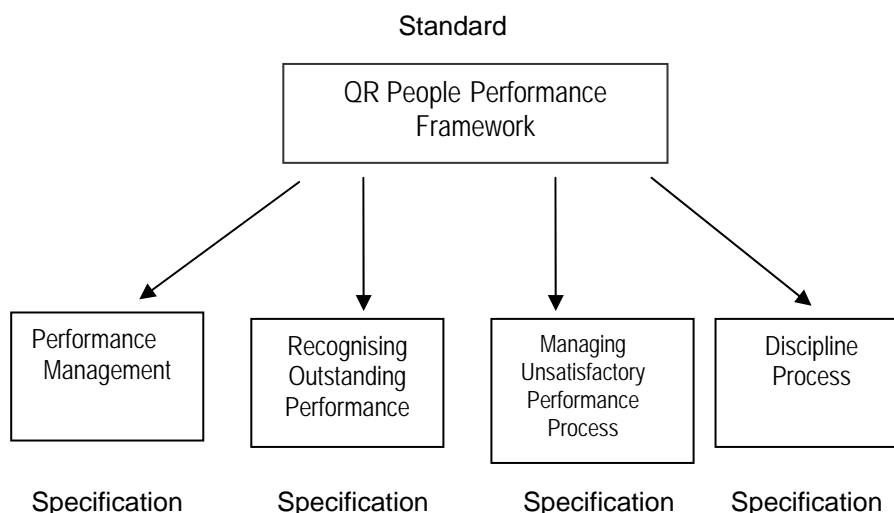 Standard
QR People Performance
Framework
Performance
Management
Recognising
Outstanding
Performance
Managing
Unsatisfactory
Performance
Process
Discipline
Process
Specification
Specification
Specification
Specification